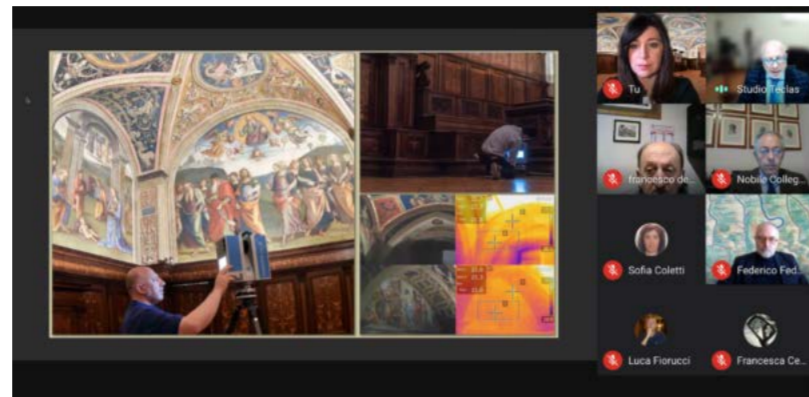 Tu
Studio Teclas
francesco de...
Nobile Colleg...
Sofia Coletti
Federico Fed...
Luca Fiorucci
Francesca Ce...